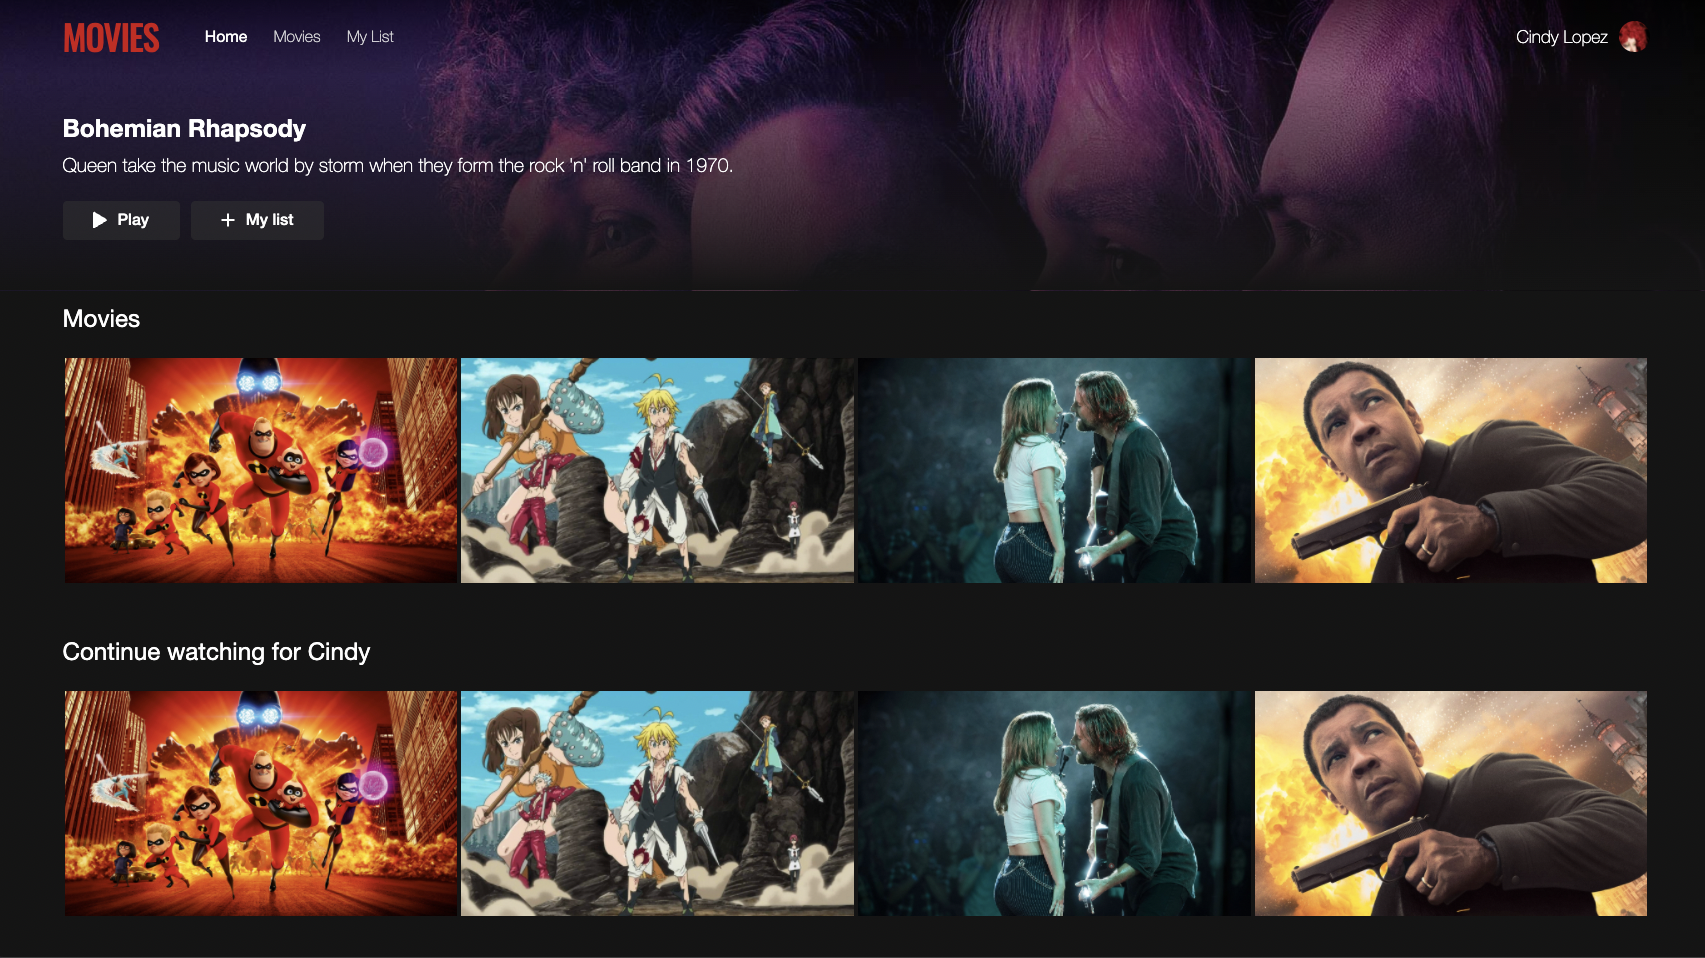 MOVIES
Home
Movies
My List
Cindy Lopez
Bohemian Rhapsody
Queen take the music world by storm when they form the rock 'n' roll band in 1970.
Play
My list
Movies
Continue watching for Cindy